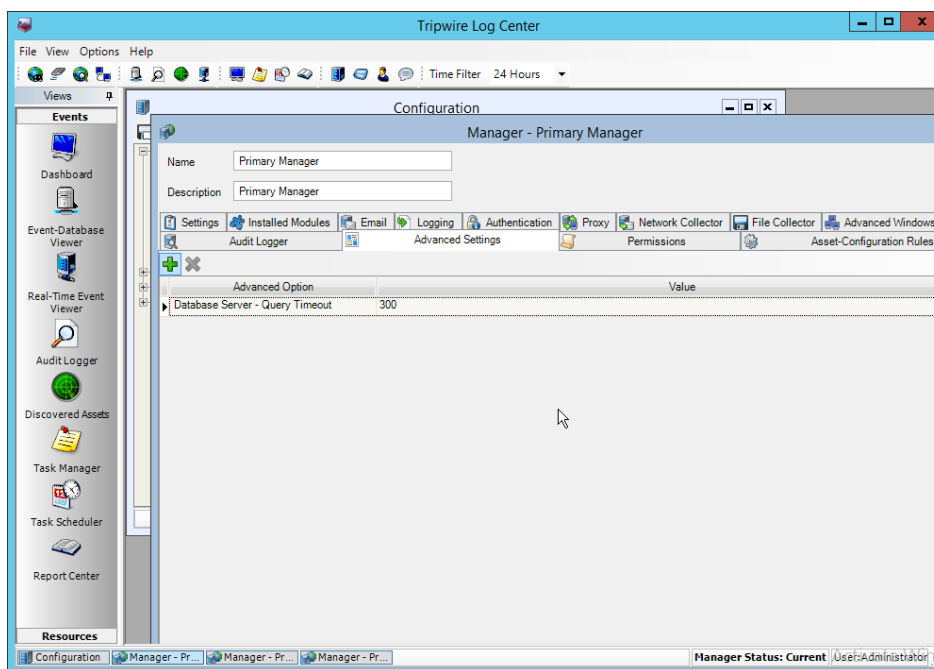 Tripwire Log Center
File View Options Help
Time Filter 24 Hours
Views
Events
Dashboard
Event-Database
Viewer
Real-Time Event
Viewer
Audit Logger
Discovered Assets
Task Manager
Task Scheduler
Report Center
Resources
Configuration
Manager - Primary Manager
Name Primary Manager
Description Primary Manager
Settings Installed Modules Email Logging Authentication Proxy Network Collector File Collector Advanced Windows
Audit Logger Advanced Settings Permissions Asset-Configuration Rules
Advanced Option Value
Database Server - Query Timeout 300
Configuration Manager - Pr... Manager - Pr... Manager - Pr... Manager Status: Current User:Administrator